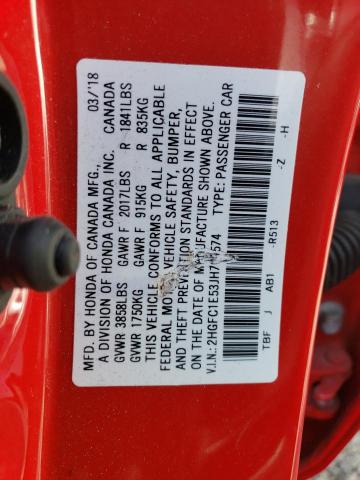 MFD. BY HONDA OF CANADA MFG., 03/'18
A DIVISION OF HONDA CANADA INC. CANADA
GVWR 3858LBS GAWR F 2017LBS R 1841LBS
GVWR 1750KG GAWR F 915KG R 835KG
THIS VEHICLE CONFORMS TO ALL APPLICABLE
FEDERAL MOTOR VEHICLE SAFETY, BUMPER,
AND THEFT PREVENTION STANDARDS IN EFFECT
ON THE DATE OF MANUFACTURE SHOWN ABOVE.
V.I.N.: TYPE: PASSENGER CAR
TBF J AB1 -R513 -Z -H